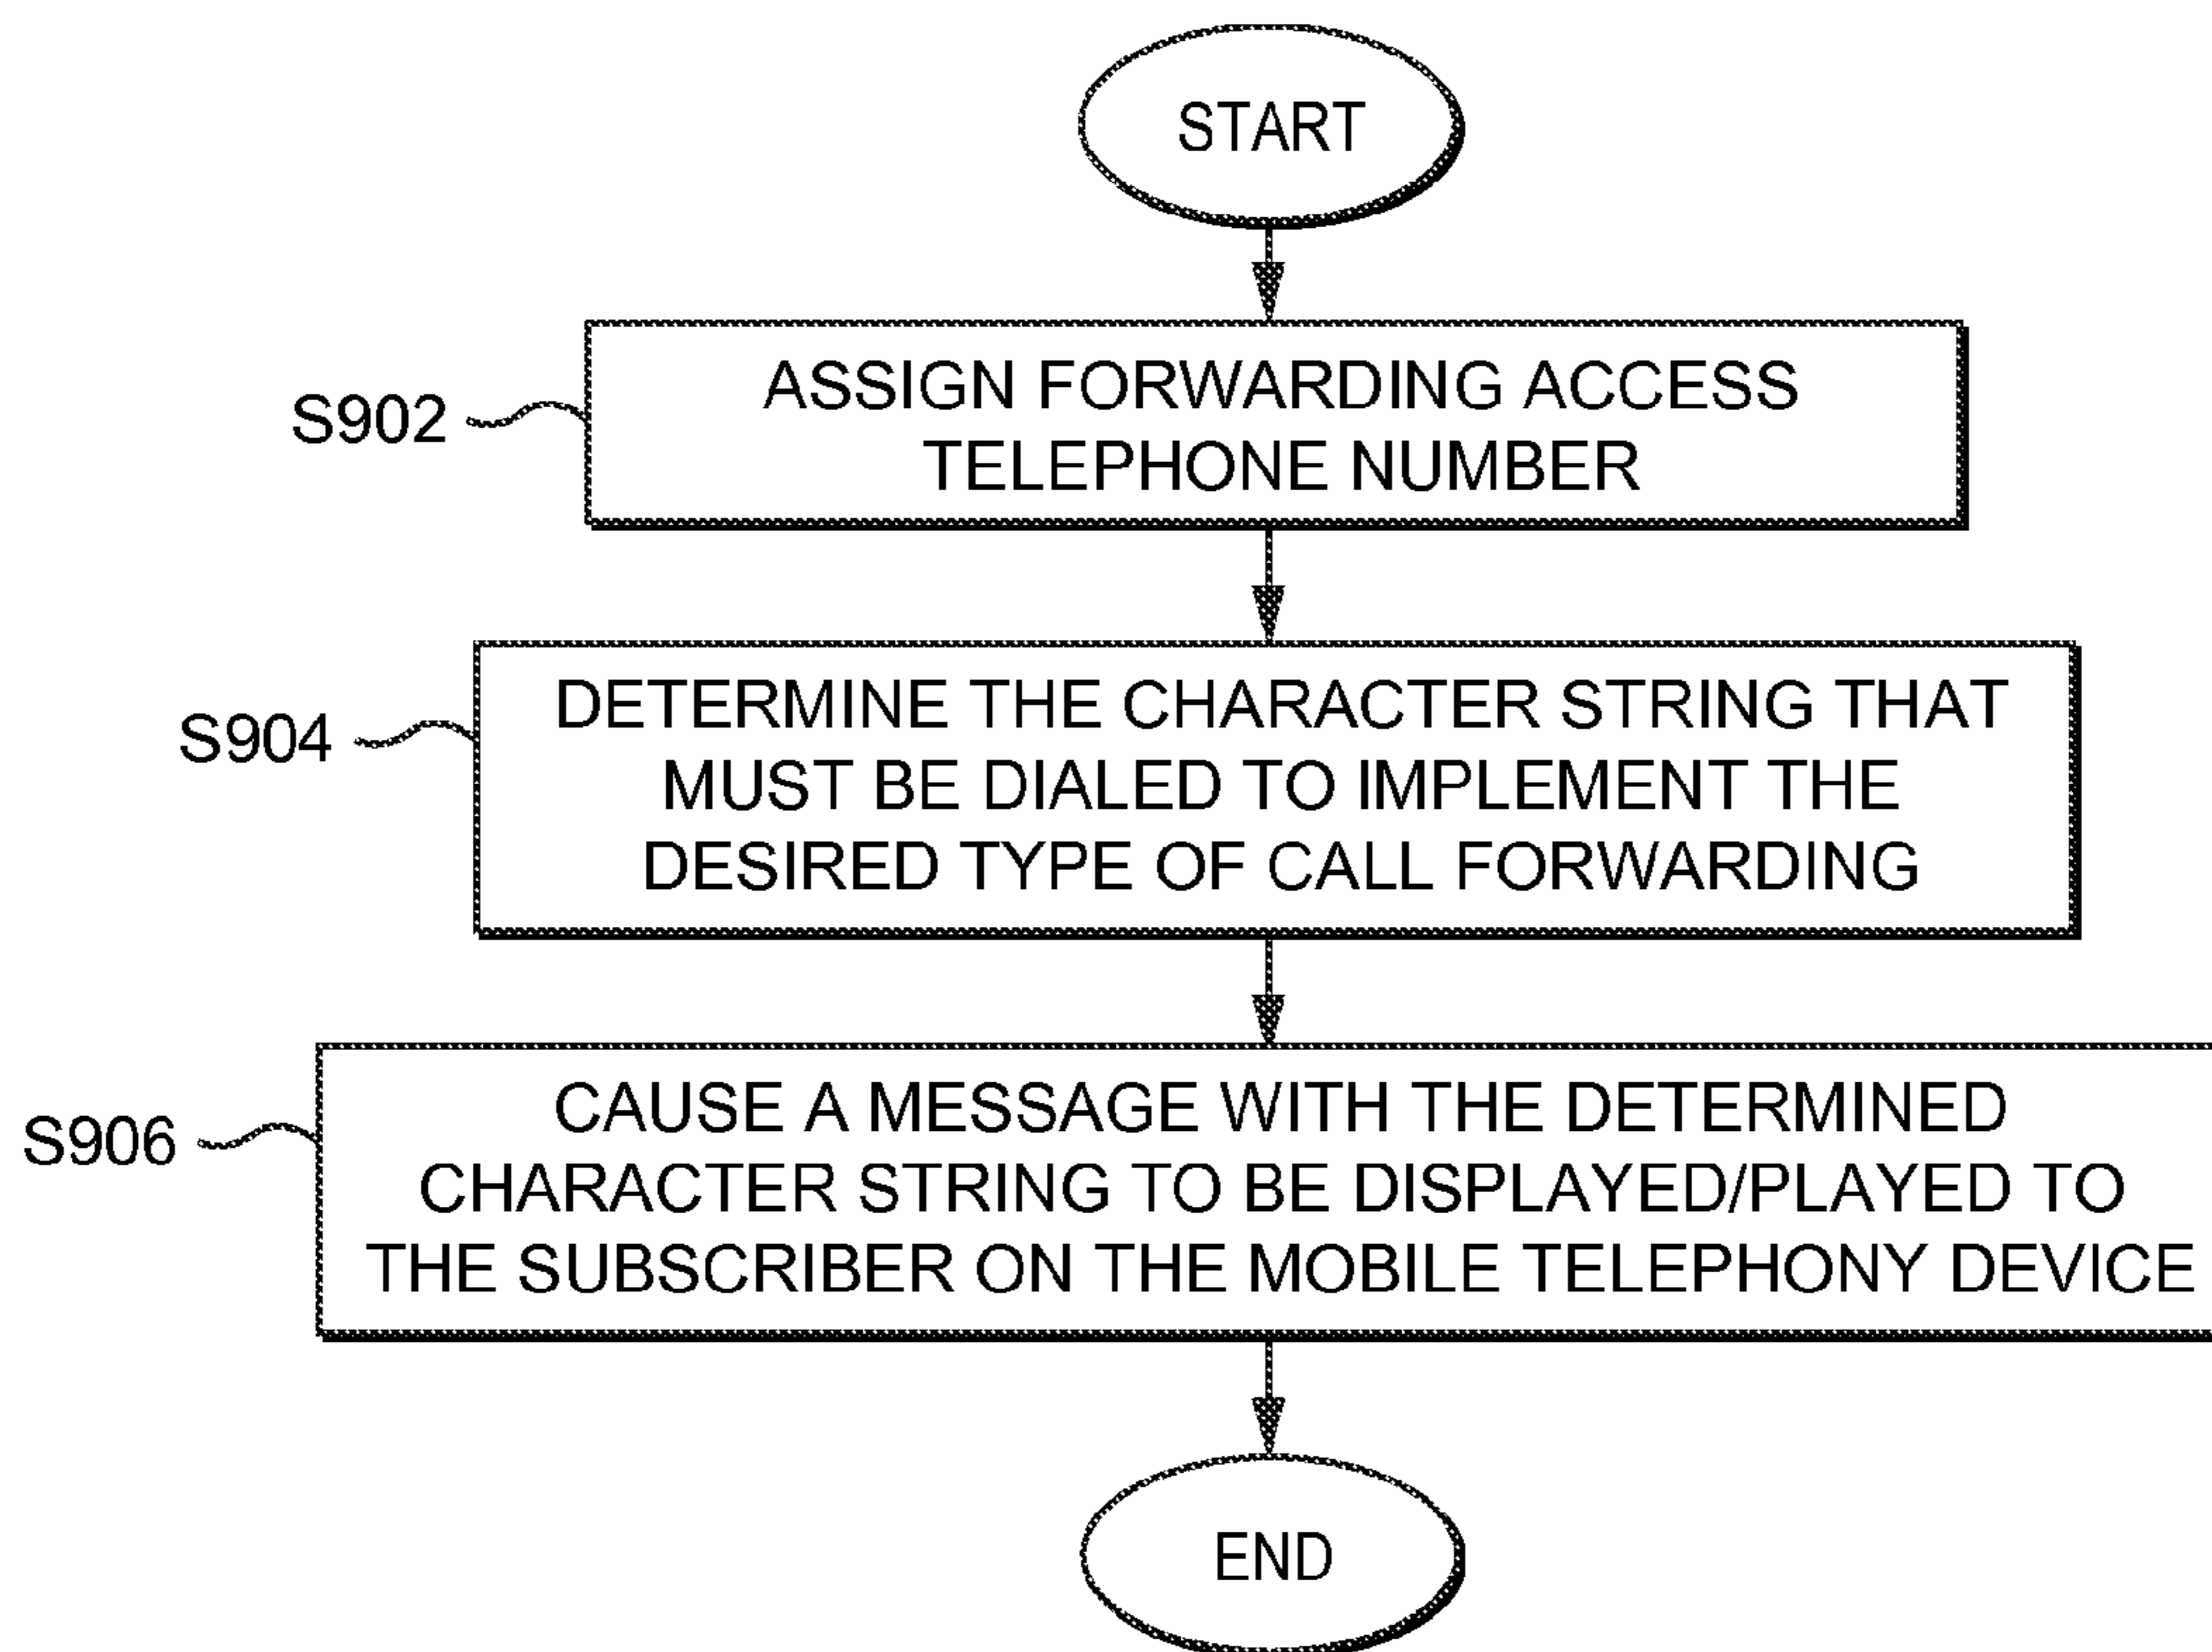 START
S902
ASSIGN FORWARDING ACCESS
TELEPHONE NUMBER
S904
DETERMINE THE CHARACTER STRING THAT
MUST BE DIALED TO IMPLEMENT THE
DESIRED TYPE OF CALL FORWARDING
S906
CAUSE A MESSAGE WITH THE DETERMINED
CHARACTER STRING TO BE DISPLAYED/PLAYED TO
THE SUBSCRIBER ON THE MOBILE TELEPHONY DEVICE
END